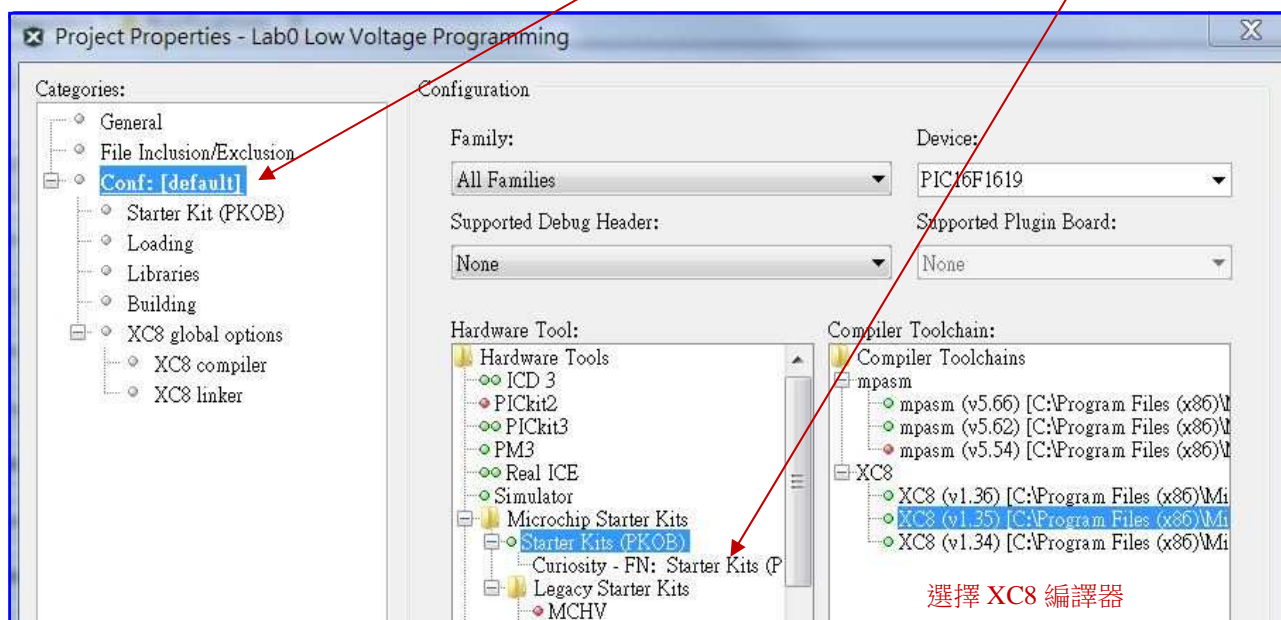 Project Properties - Lab0 Low Voltage Programming
Categories:
General
File Inclusion/Exclusion
Conf: [default]
Starter Kit (PKOB)
Loading
Libraries
Building
XC8 global options
XC8 compiler
XC8 linker
Configuration
Family:
Device:
All Families
PIC16F1619
Supported Debug Header:
Supported Plugin Board:
None
None
Hardware Tool:
Hardware Tools
ICD 3
PICkit2
PICkit3
PM3
Real ICE
Simulator
Microchip Starter Kits
Starter Kits (PKOB)
Curiosity - FN: Starter Kits (P
Legacy Starter Kits
MCHV
Compiler Toolchain:
Compiler Toolchains
mpasm
mpasm (v5.66) [C:\Program Files (x86)\
mpasm (v5.62) [C:\Program Files (x86)\
mpasm (v5.54) [C:\Program Files (x86)\
XC8
XC8 (v1.36) [C:\Program Files (x86)\Mi
XC8 (v1.35) [C:\Program Files (x86)\Mi
XC8 (v1.34) [C:\Program Files (x86)\Mi
選擇 XC8 編譯器